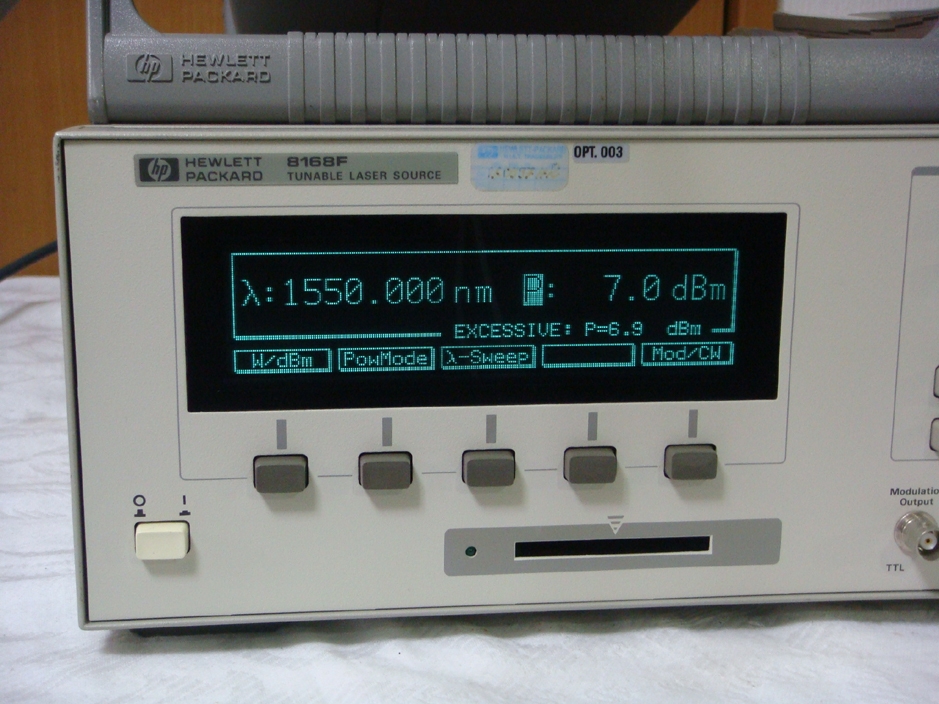 hp HEWLETT
PACKARD
hp HEWLETT
PACKARD
8168F
TUNABLE LASER SOURCE
OPT. 003
λ:1550.000 nm P: 7.0 dBm
EXCESSIVE: P=6.9 dBm
W/dBm PowMode λ-Sweep Mod/CW
O I
Output
TTL